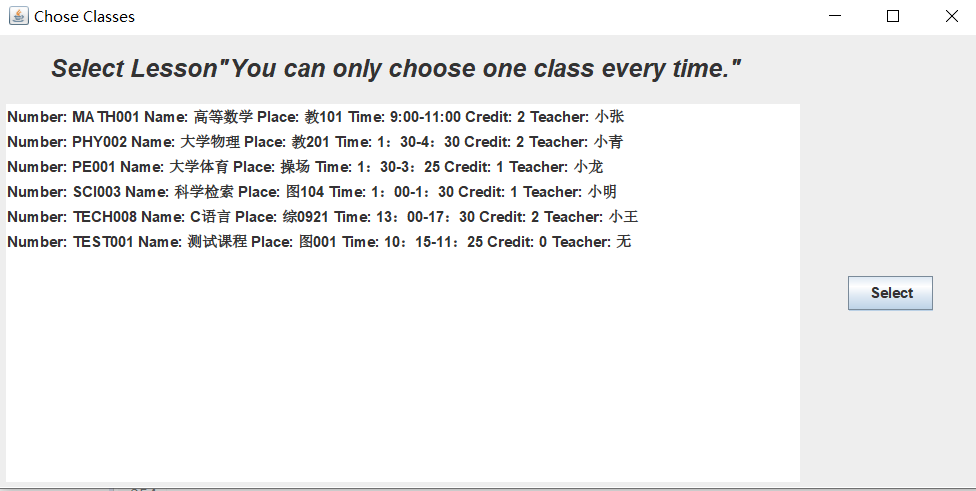 Chose Classes
Select Lesson"You can only choose one class every time."
Number: MATH001 Name: 高等数学 Place: 教101 Time: 9:00-11:00 Credit: 2 Teacher: 小张
Number: PHY002 Name: 大学物理 Place: 教201 Time: 1：30-4：30 Credit: 2 Teacher: 小青
Number: PE001 Name: 大学体育 Place: 操场 Time: 1：30-3：25 Credit: 1 Teacher: 小龙
Number: SCI003 Name: 科学检索 Place: 图104 Time: 1：00-1：30 Credit: 1 Teacher: 小明
Number: TECH008 Name: C语言 Place: 综0921 Time: 13：00-17：30 Credit: 2 Teacher: 小王
Number: TEST001 Name: 测试课程 Place: 图001 Time: 10：15-11：25 Credit: 0 Teacher: 无
Select